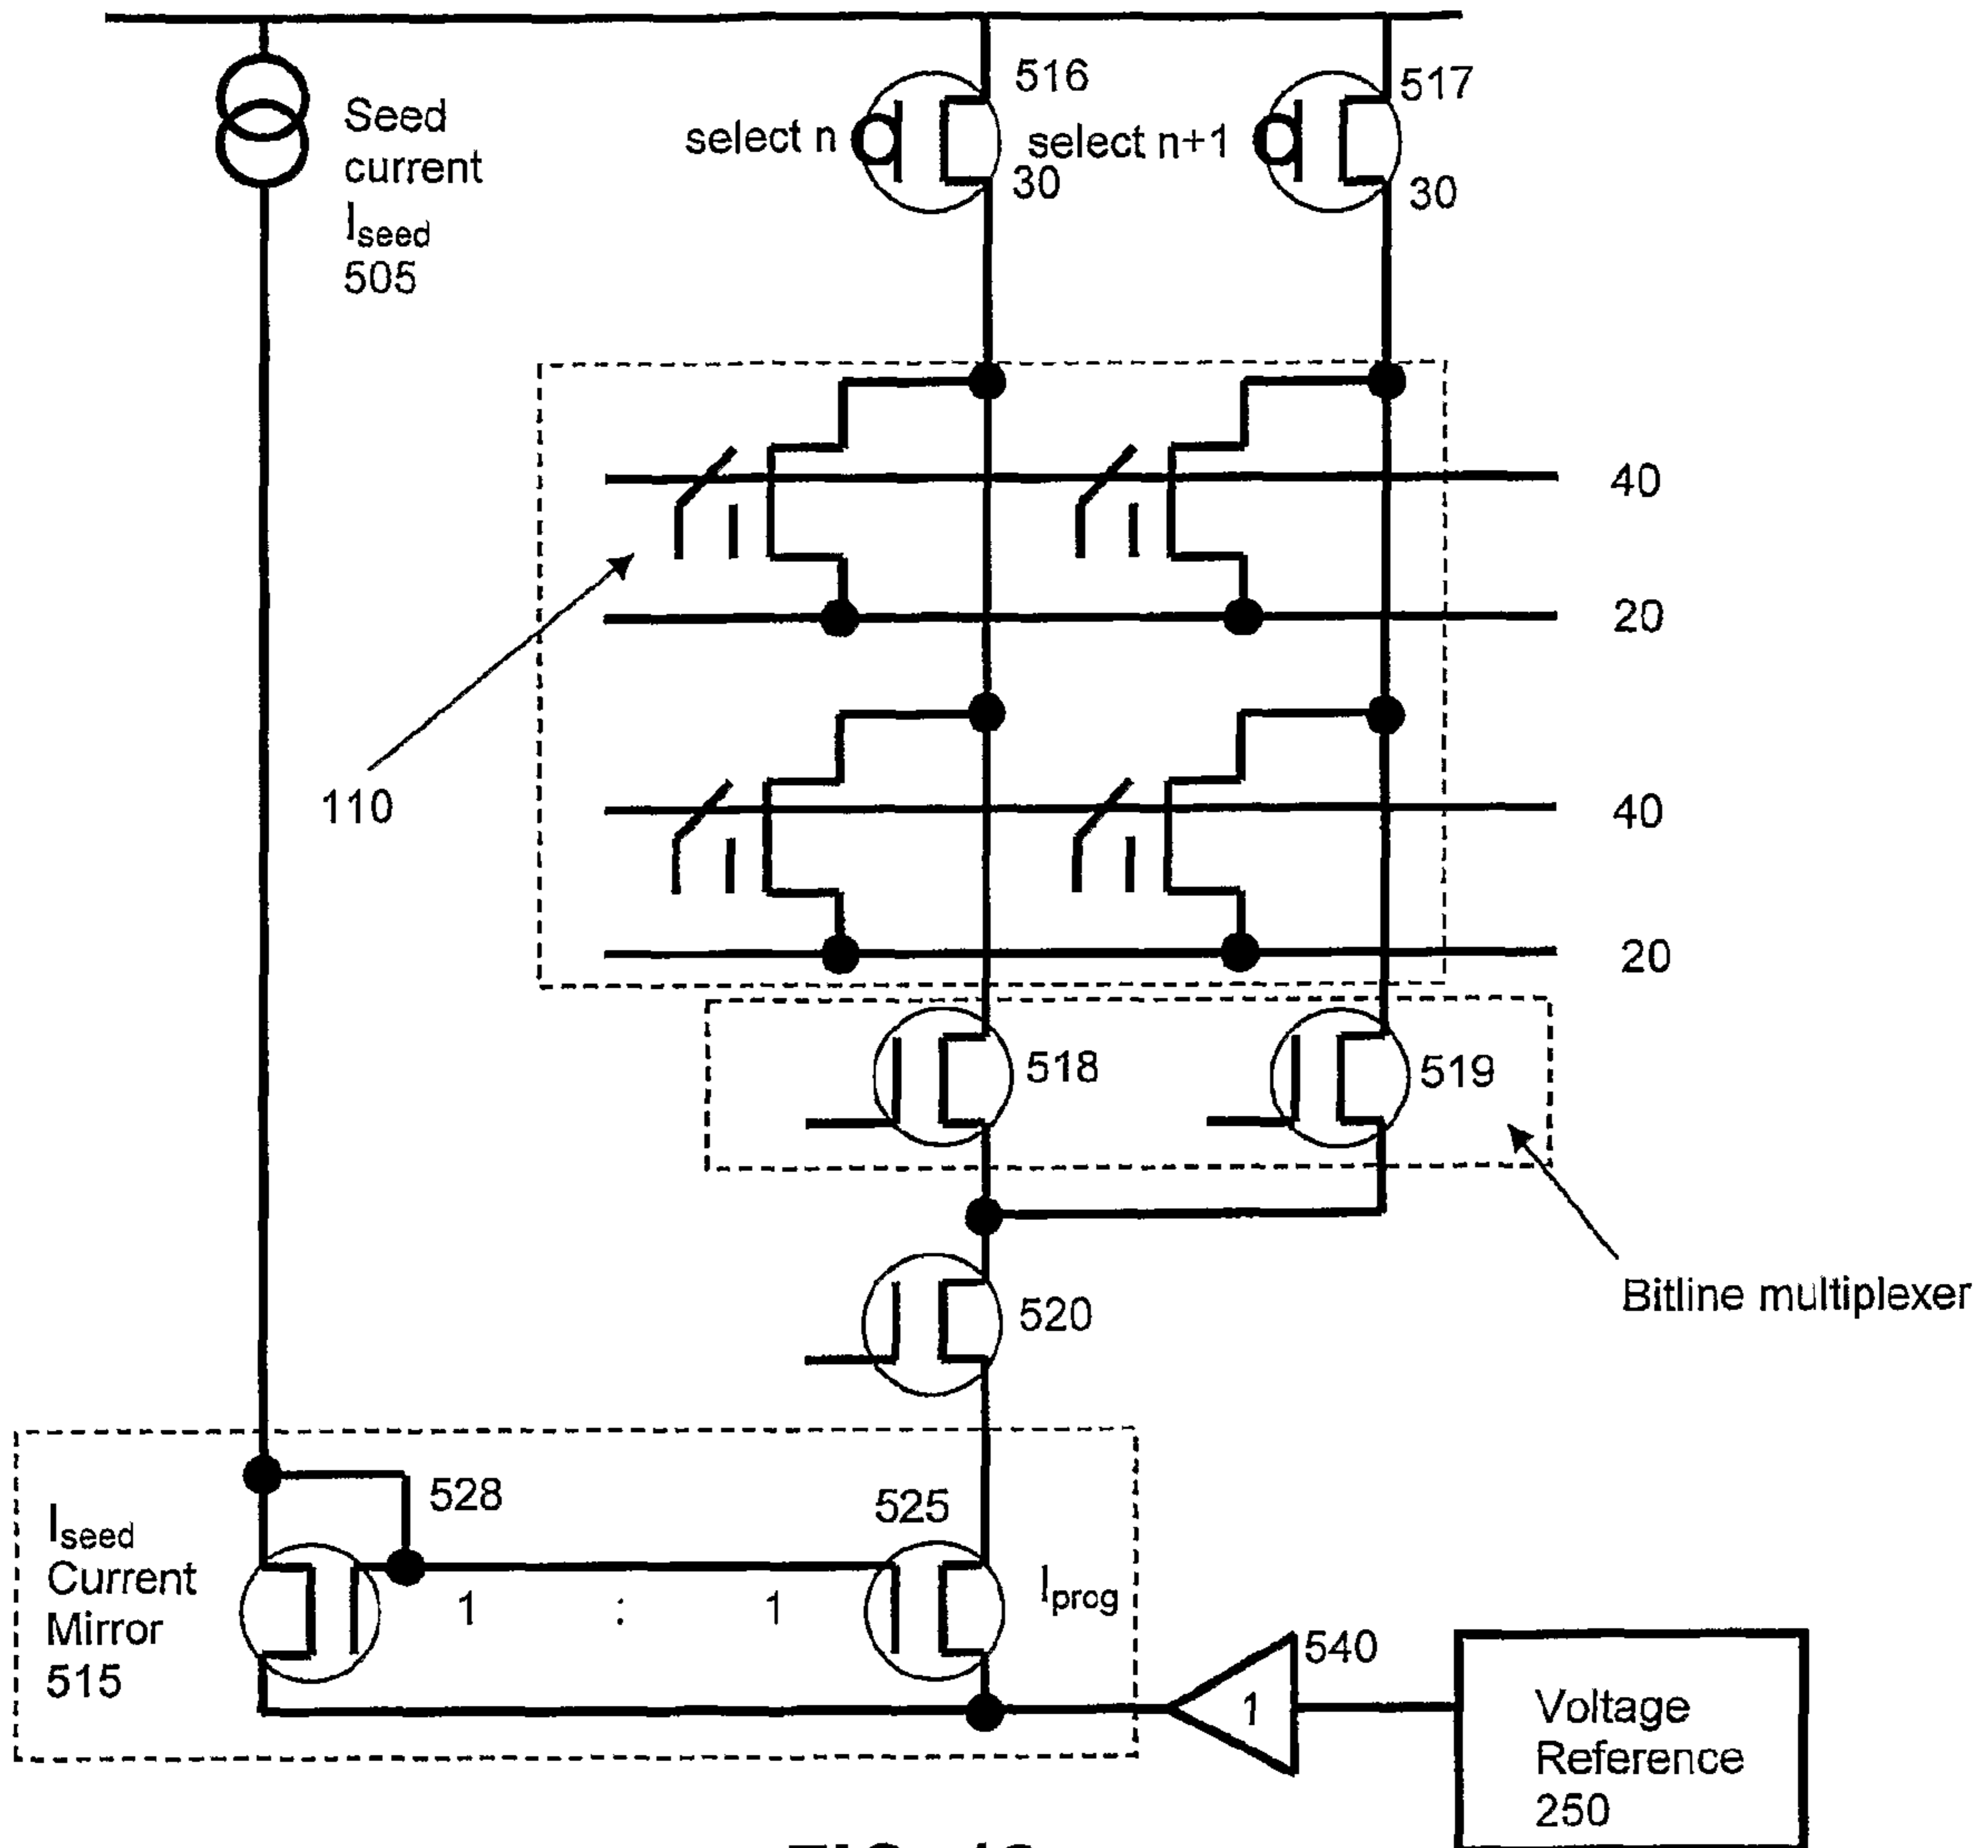 516
517
Seed
current
Iseed
505
select n
select n+1
30
30
40
20
110
40
20
518
519
520
Bitline multiplexer
528
525
Iseed
Current
Mirror
515
1 : 1
Iprog
540
1
Voltage
Reference
250